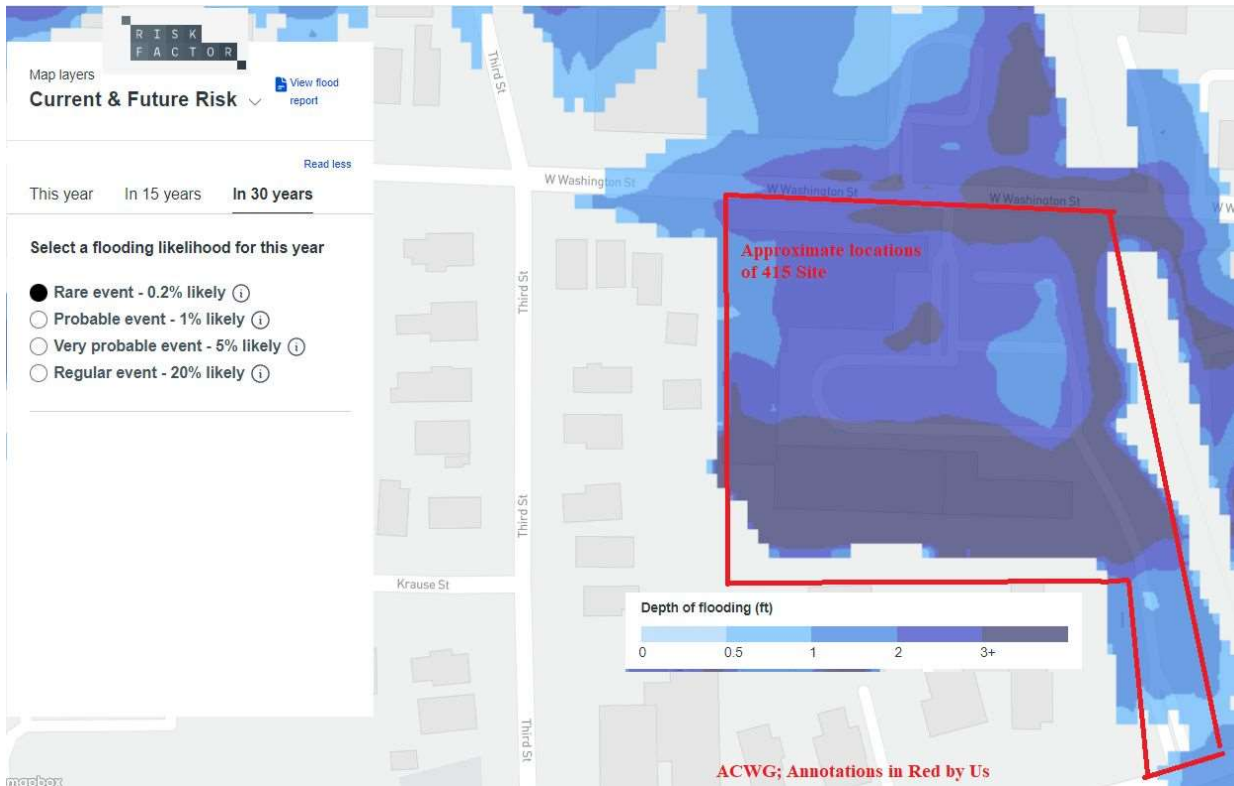 RISK
FACTOR
Map layers
Current & Future Risk
View flood
report
Read less
This year In 15 years In 30 years
Select a flooding likelihood for this year
Rare event - 0.2% likely
Probable event - 1% likely
Very probable event - 5% likely
Regular event - 20% likely
Third St
W Washington St
W Washington St
W Washington St
W W
Approximate locations
of 415 Site
Third St
Third St
Krause St
Depth of flooding (ft)
0 0.5 1 2 3+
Third St
ACWG; Annotations in Red by Us
mapbox